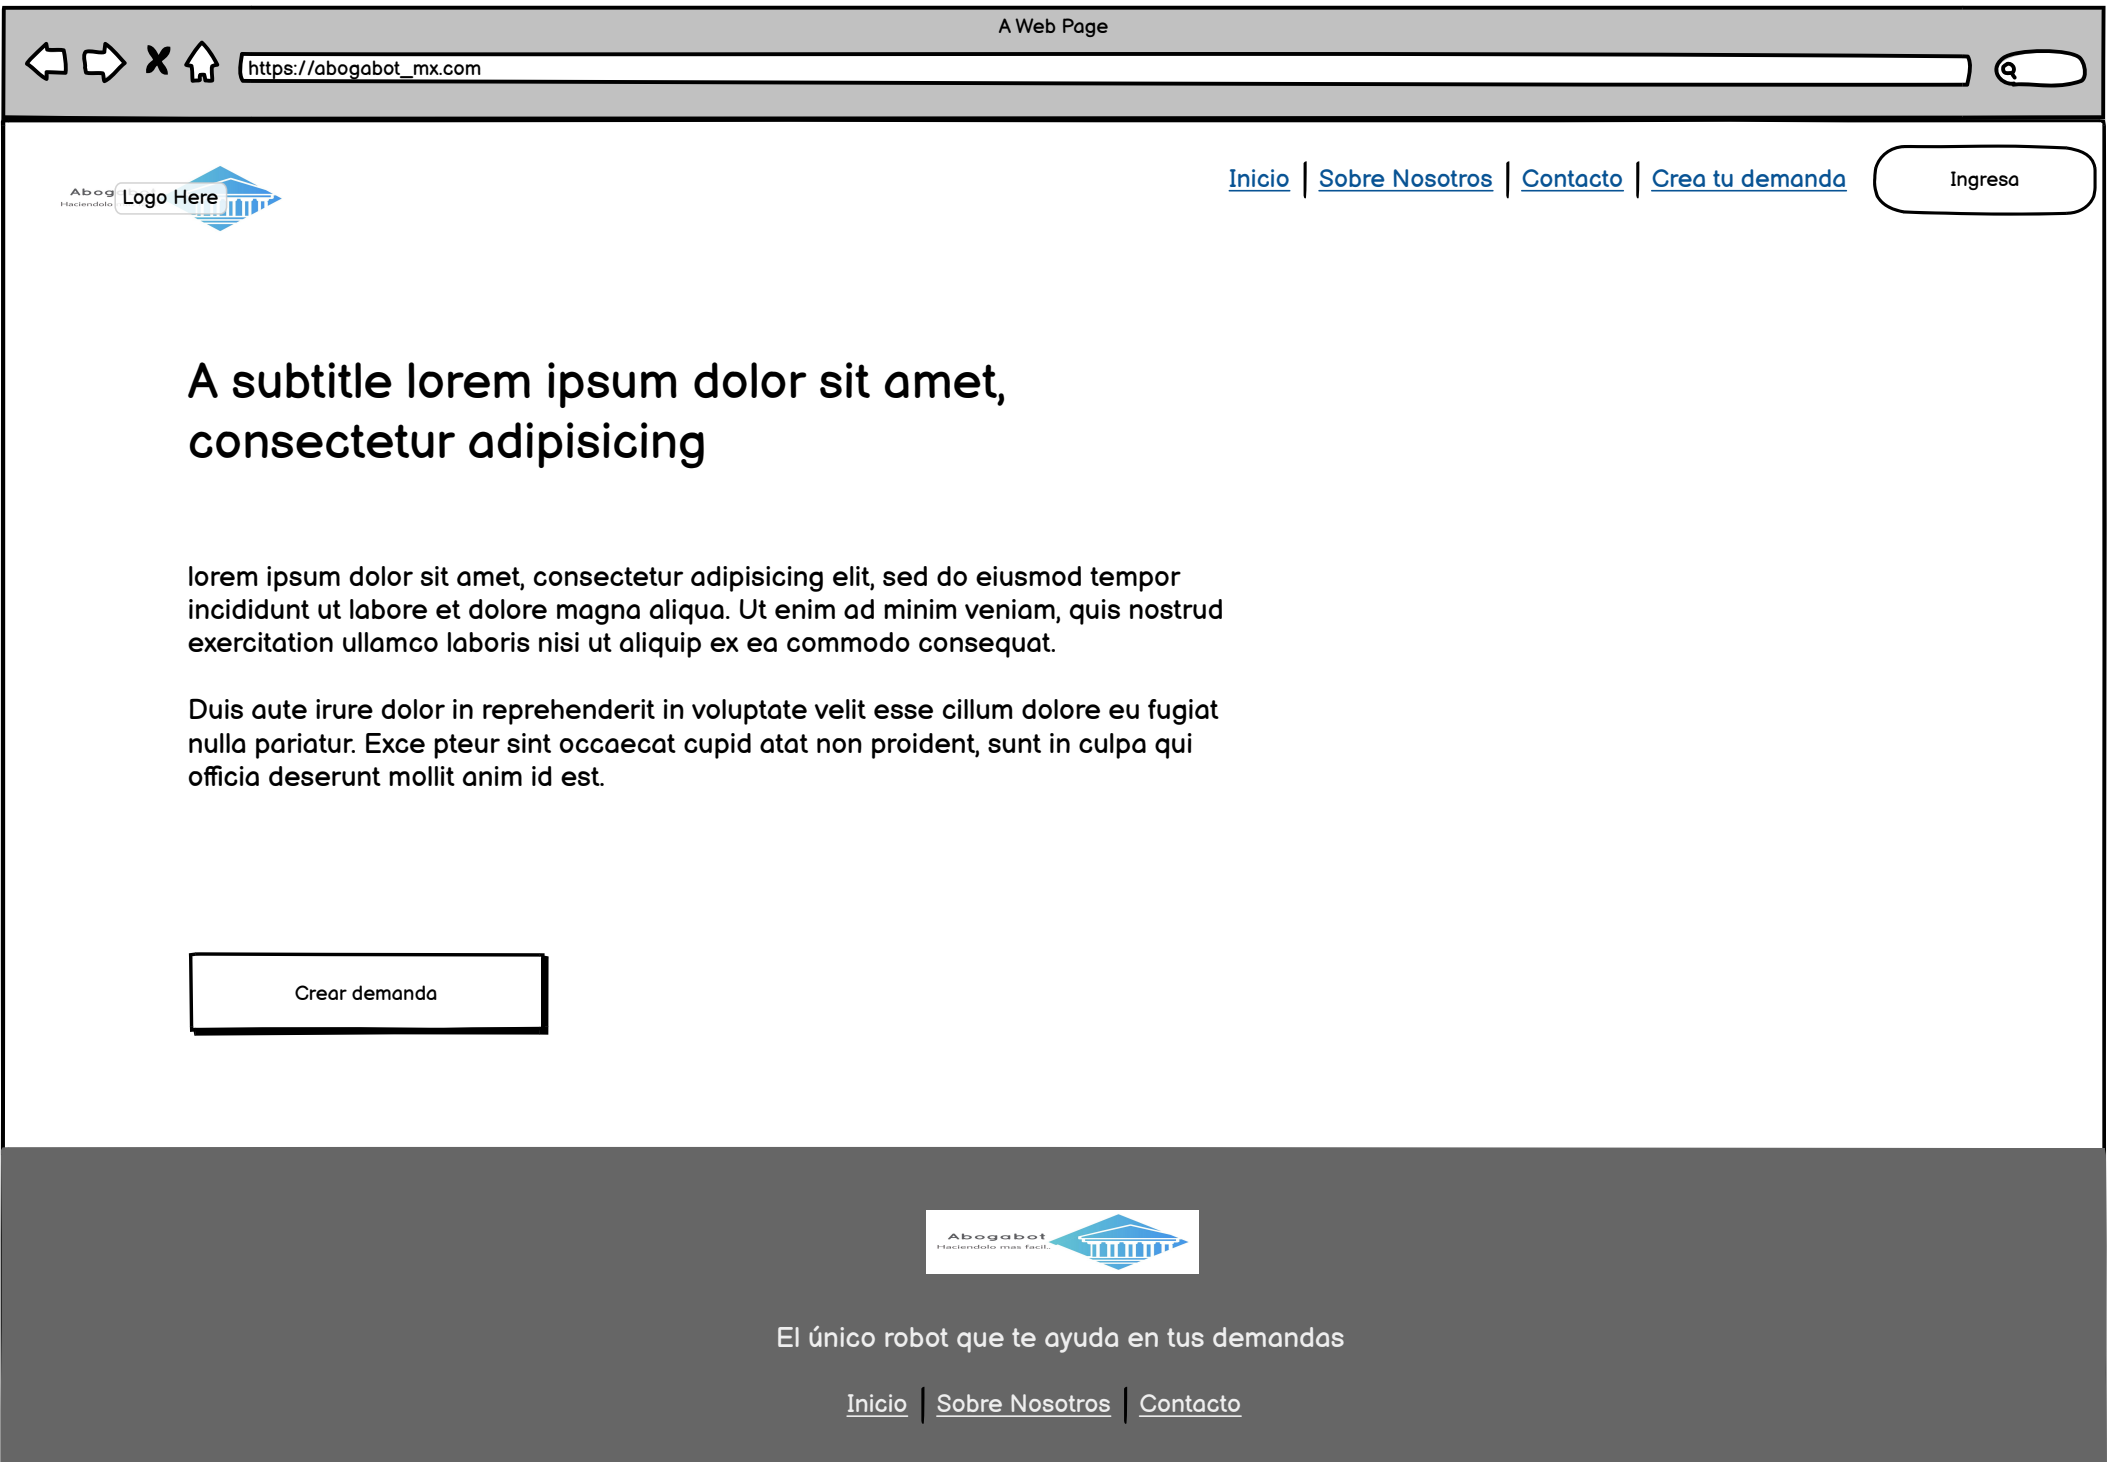 A Web Page
https://abogabot_mx.com
Abog
Haciendolo
Logo Here
Inicio
Sobre Nosotros
Contacto
Crea tu demanda
Ingresa
A subtitle lorem ipsum dolor sit amet,
consectetur adipisicing
lorem ipsum dolor sit amet, consectetur adipisicing elit, sed do eiusmod tempor
incididunt ut labore et dolore magna aliqua. Ut enim ad minim veniam, quis nostrud
exercitation ullamco laboris nisi ut aliquip ex ea commodo consequat.
Duis aute irure dolor in reprehenderit in voluptate velit esse cillum dolore eu fugiat
nulla pariatur. Exce pteur sint occaecat cupid atat non proident, sunt in culpa qui
officia deserunt mollit anim id est.
Crear demanda
Abogabot
Haciendolo mas facil..
El único robot que te ayuda en tus demandas
Inicio
Sobre Nosotros
Contacto